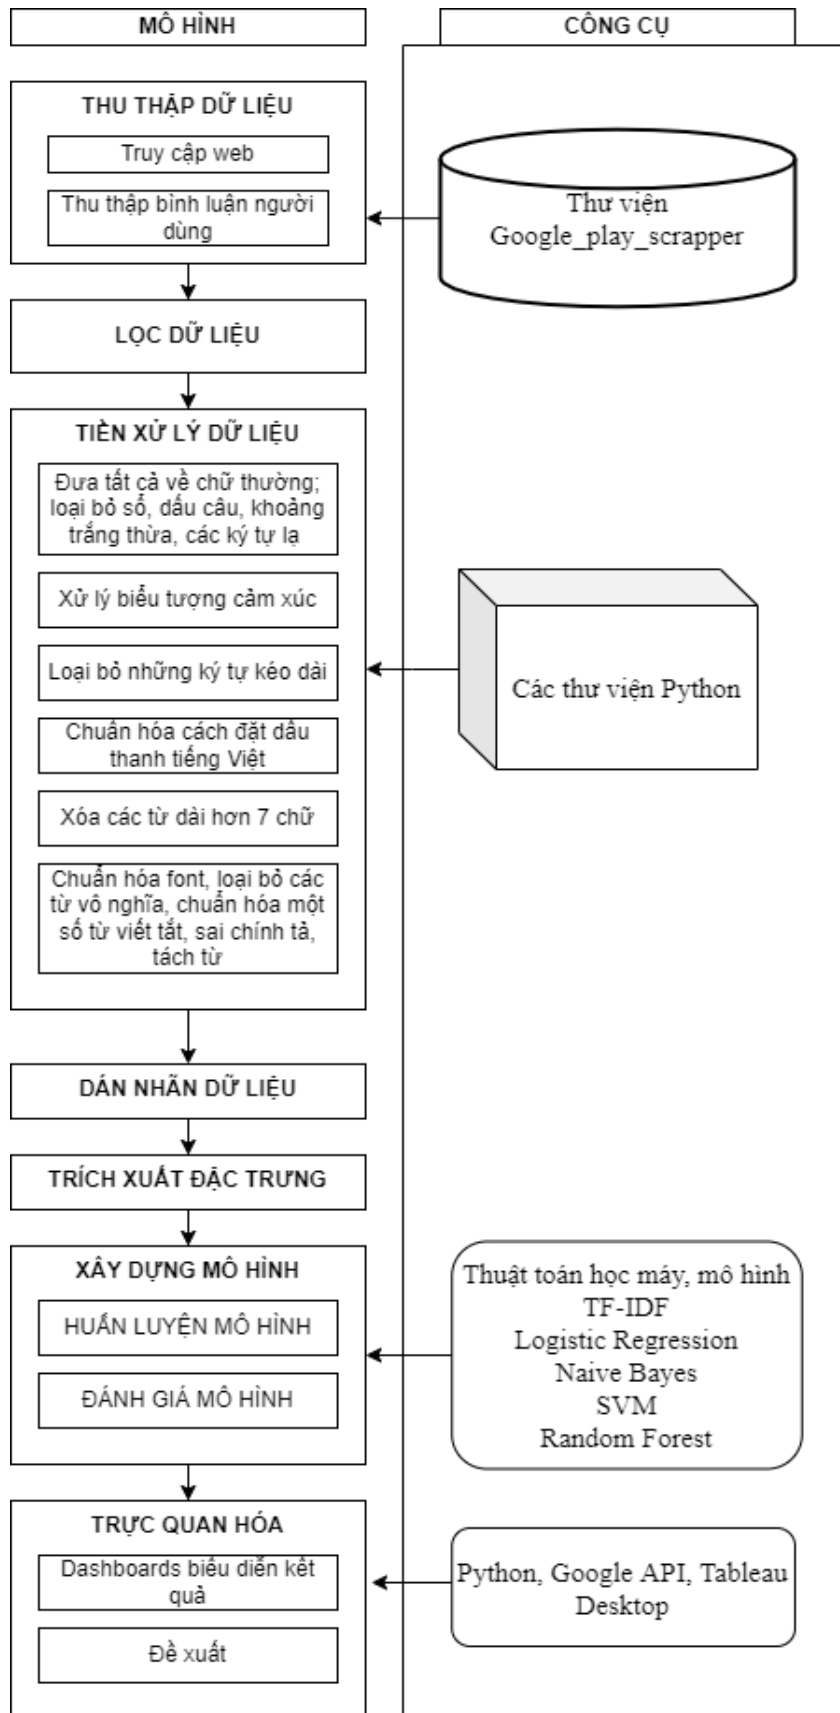 MÔ HÌNH
CÔNG CỤ
THU THẬP DỮ LIỆU
Truy cập web
Thu thập bình luận người
dùng
Thư viện
Google_play_scrapper
LỌC DỮ LIỆU
TIỀN XỬ LÝ DỮ LIỆU
Đưa tất cả về chữ thường;
loại bỏ số, dấu câu, khoảng
trắng thừa, các ký tự lạ
Xử lý biểu tượng cảm xúc
Loại bỏ những ký tự kéo dài
Chuẩn hóa cách đặt dấu
thanh tiếng Việt
Xóa các từ dài hơn 7 chữ
Chuẩn hóa font, loại bỏ các
từ vô nghĩa, chuẩn hóa một
số từ viết tắt, sai chính tả,
tách từ
Các thư viện Python
DÁN NHÃN DỮ LIỆU
TRÍCH XUẤT ĐẶC TRƯNG
XÂY DỰNG MÔ HÌNH
HUẤN LUYỆN MÔ HÌNH
ĐÁNH GIÁ MÔ HÌNH
Thuật toán học máy, mô hình
TF-IDF
Logistic Regression
Naive Bayes
SVM
Random Forest
TRỰC QUAN HÓA
Dashboards biểu diễn kết
quả
Đề xuất
Python, Google API, Tableau
Desktop